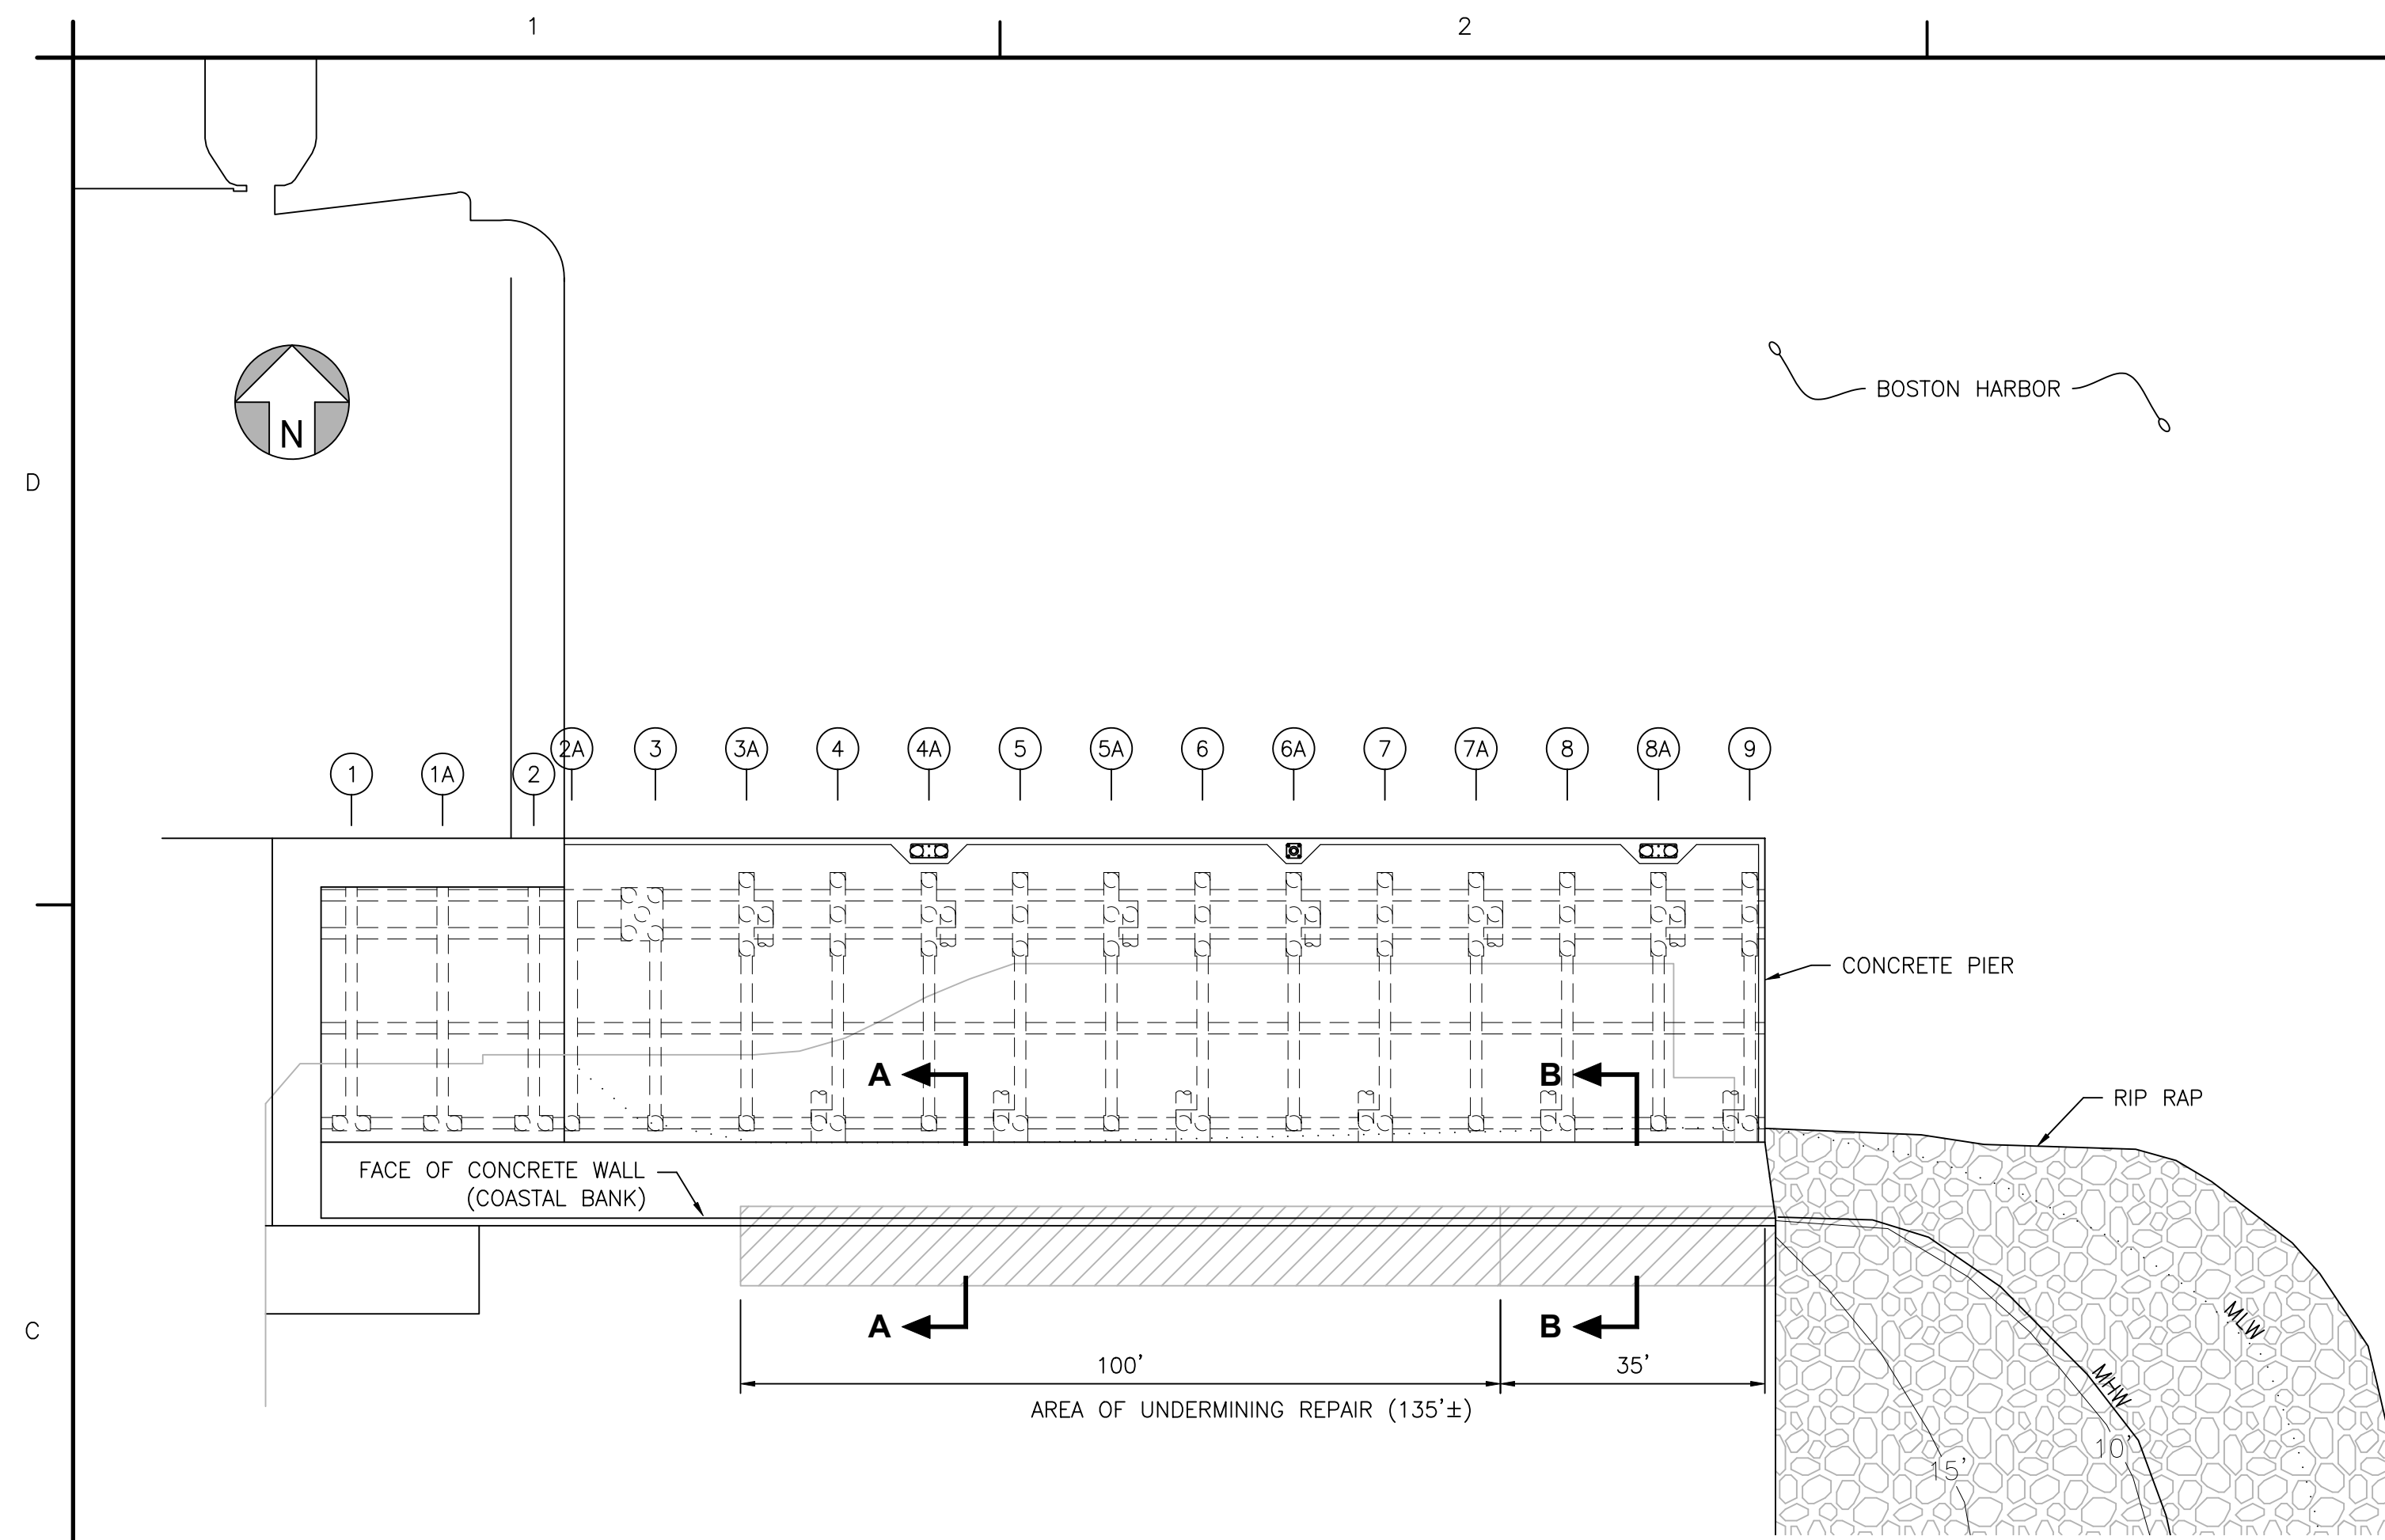 1
2
D
N
BOSTON HARBOR
1
1A
2
2A
3
3A
4
4A
5
5A
6
6A
7
7A
8
8A
9
CONCRETE PIER
A
B
RIP RAP
FACE OF CONCRETE WALL
(COASTAL BANK)
C
A
B
MLW
100'
35'
MHW
AREA OF UNDERMINING REPAIR (135'±)
10'
15'